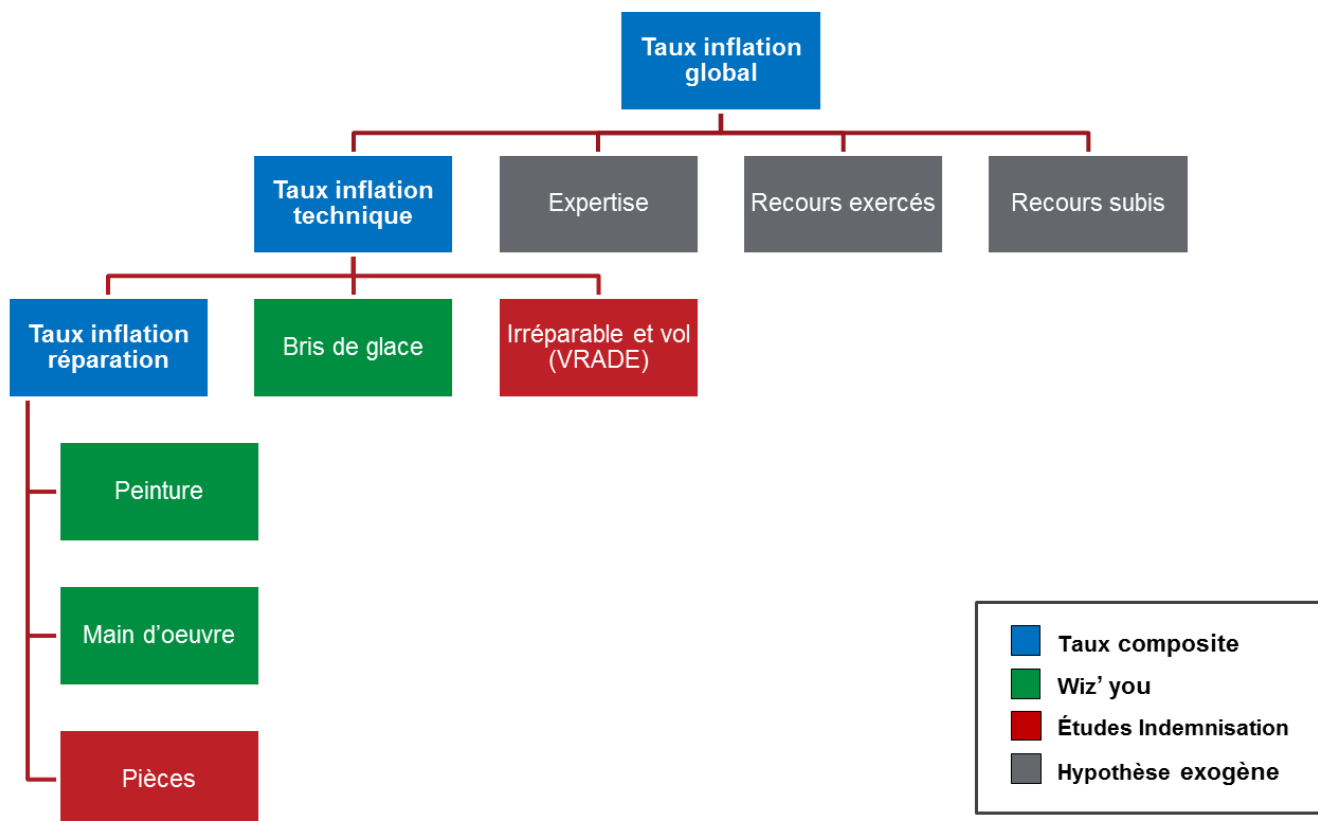 Taux inflation
global
Taux inflation
technique
Expertise
Recours exercés
Recours subis
Taux inflation
réparation
Bris de glace
Irréparable et vol
(VRADE)
Peinture
Main d'oeuvre
Pièces
Taux composite
Wiz' you
Études Indemnisation
Hypothèse exogène